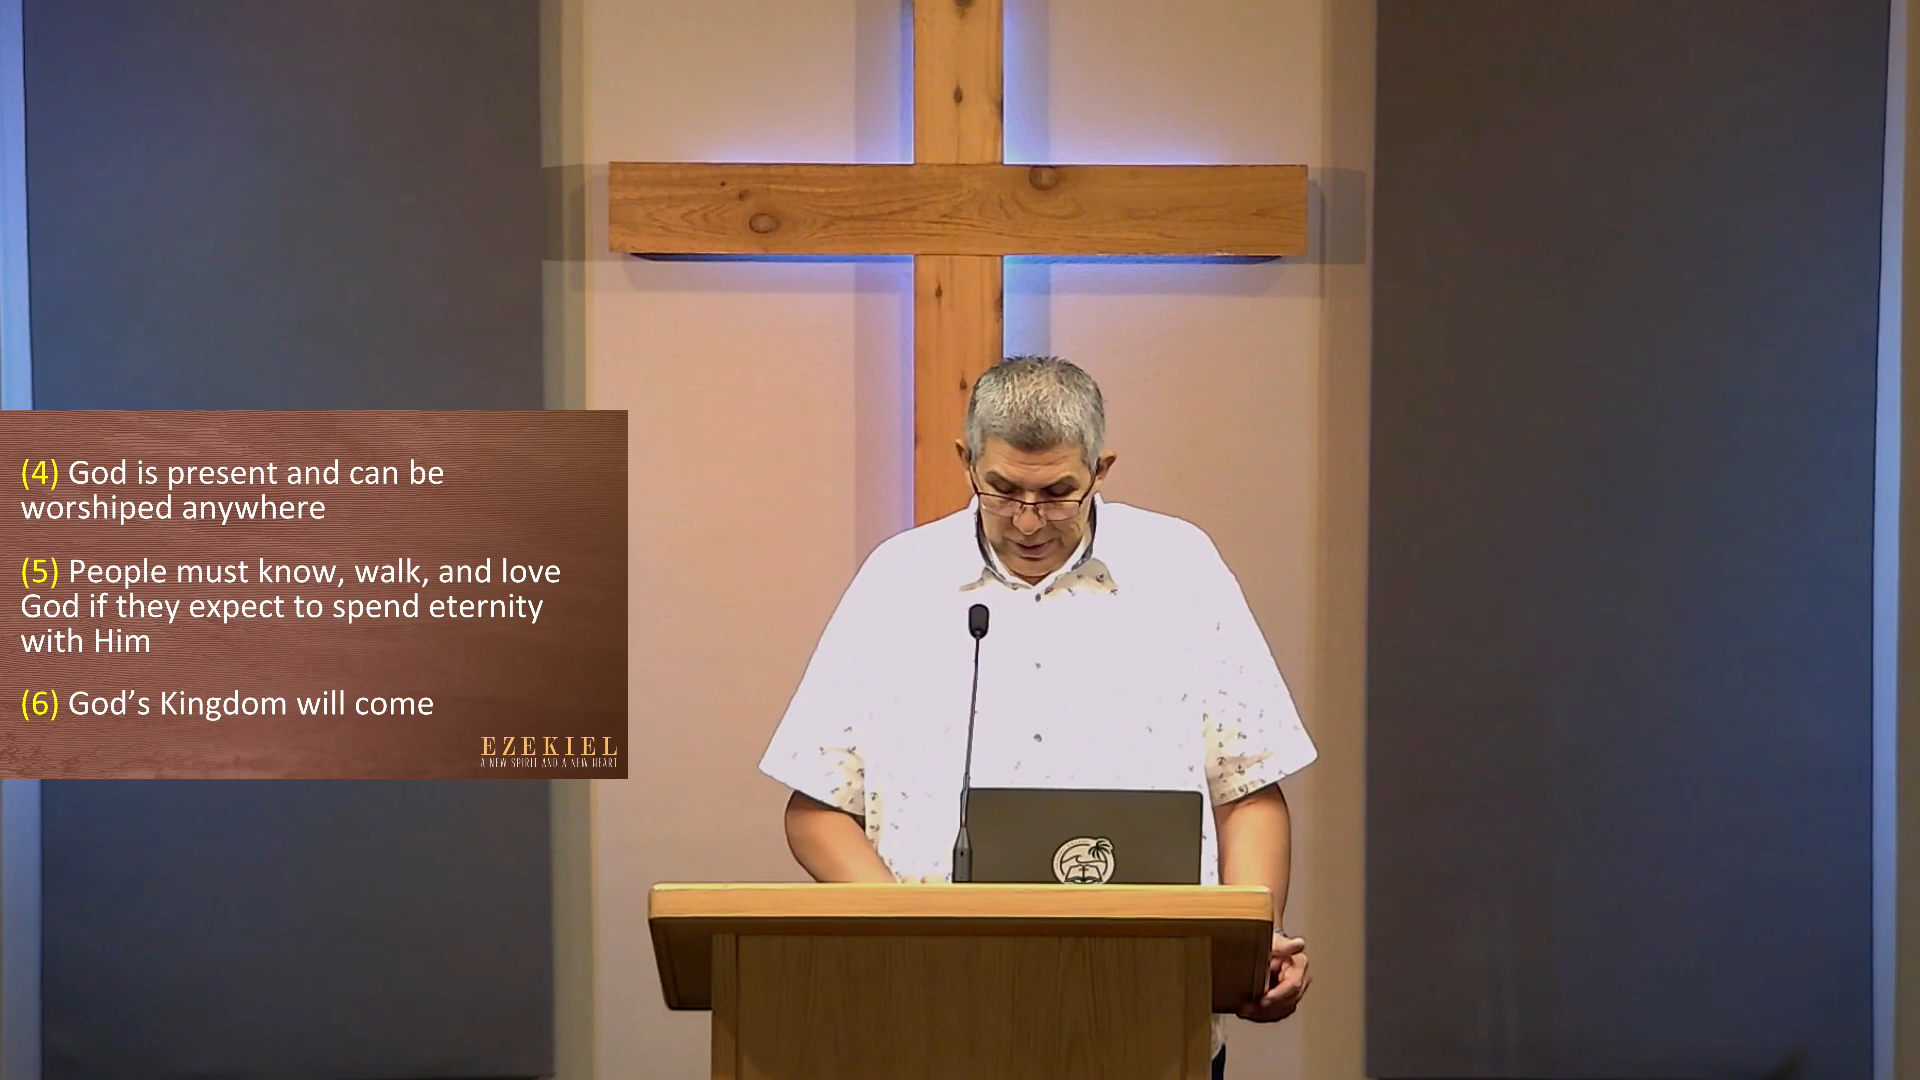 (4) God is present and can be
worshiped anywhere
(5) People must know, walk, and love
God if they expect to spend eternity
with Him
(6) God’s Kingdom will come
EZEKIEL
A NEW SPIRIT AND A NEW HEART